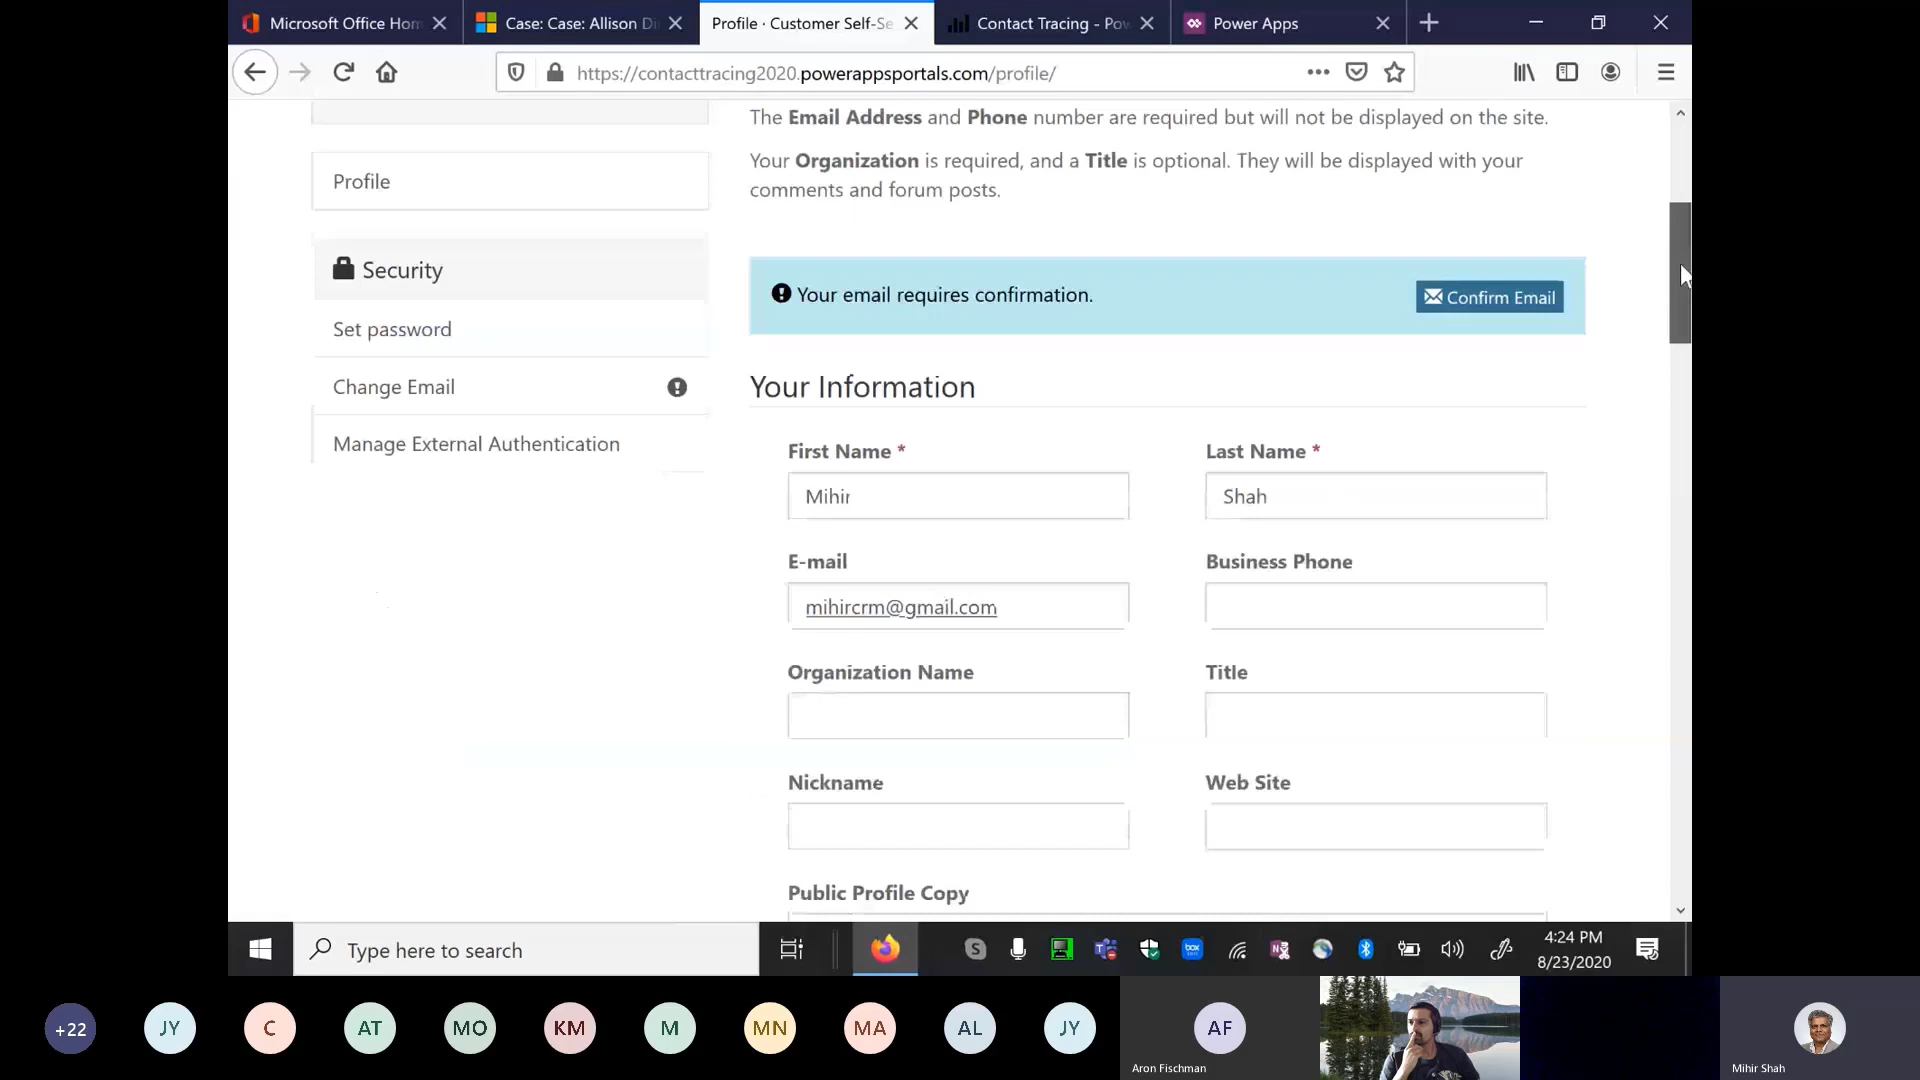 Microsoft Office Hom
Case: Case: Allison Di
Profile · Customer Self-Se
Contact Tracing - Pow
Power Apps
https://contacttracing2020.powerappsportals.com/profile/
The Email Address and Phone number are required but will not be displayed on the site.
Your Organization is required, and a Title is optional. They will be displayed with your
comments and forum posts.
Profile
Security
Set password
Change Email
Manage External Authentication
Your email requires confirmation.
Confirm Email
Your Information
First Name *
Last Name *
Mihir
Shah
E-mail
Business Phone
mihircrm@gmail.com
Organization Name
Title
Nickname
Web Site
Public Profile Copy
Type here to search
box
4:24 PM
8/23/2020
+22
JY
C
AT
MO
KM
M
MN
MA
AL
JY
AF
Aron Fischman
Mihir Shah